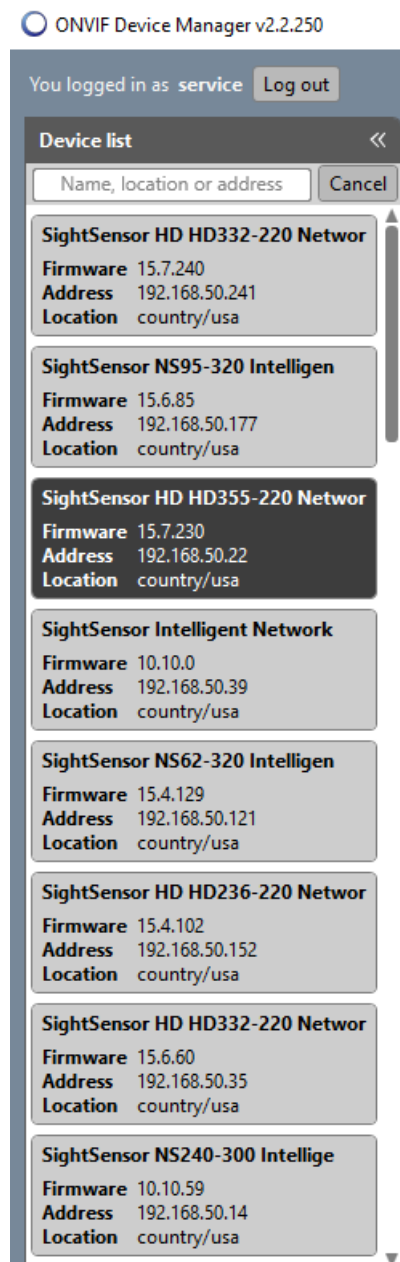 ONVIF Device Manager v2.2.250
You logged in as service Log out
Device list
Name, location or address Cancel
SightSensor HD HD332-220 Networ
Firmware 15.7.240
Address 192.168.50.241
Location country/usa
SightSensor NS95-320 Intelligen
Firmware 15.6.85
Address 192.168.50.177
Location country/usa
SightSensor HD HD355-220 Networ
Firmware 15.7.230
Address 192.168.50.22
Location country/usa
SightSensor Intelligent Network
Firmware 10.10.0
Address 192.168.50.39
Location country/usa
SightSensor NS62-320 Intelligen
Firmware 15.4.129
Address 192.168.50.121
Location country/usa
SightSensor HD HD236-220 Networ
Firmware 15.4.102
Address 192.168.50.152
Location country/usa
SightSensor HD HD332-220 Networ
Firmware 15.6.60
Address 192.168.50.35
Location country/usa
SightSensor NS240-300 Intellige
Firmware 10.10.59
Address 192.168.50.14
Location country/usa